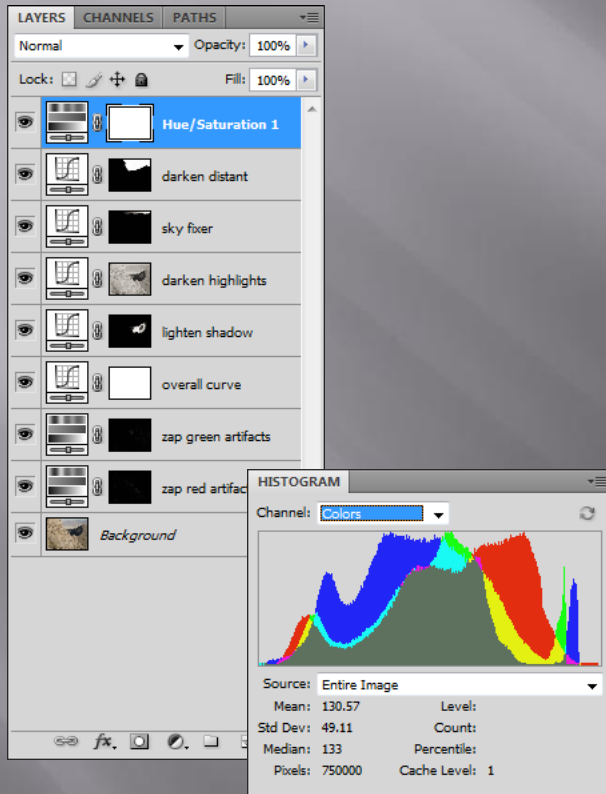 LAYERS CHANNELS PATHS
Normal Opacity: 100%
Lock: Fill: 100%
Hue/Saturation 1
darken distant
sky fixer
darken highlights
lighten shadow
overall curve
zap green artifacts
zap red artifac
Background
fx.
HISTOGRAM
Channel: Colors
Source: Entire Image
Mean: 130.57 Level:
Std Dev: 49.11 Count:
Median: 133 Percentile:
Pixels: 750000 Cache Level: 1